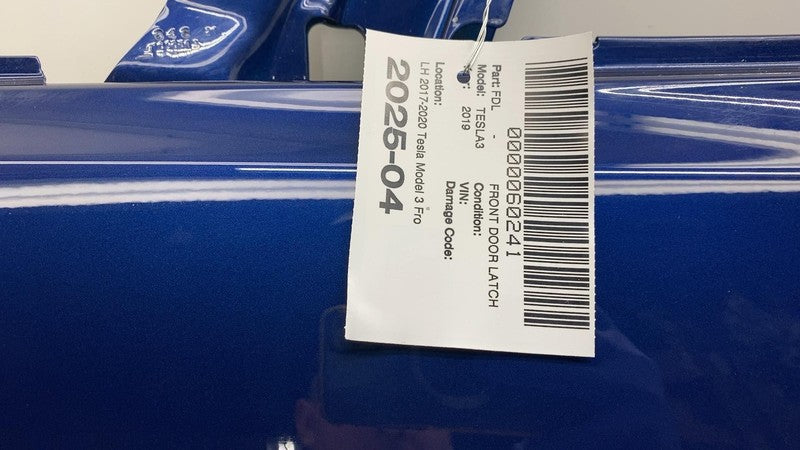 0000060241
Part: FDL - FRONT DOOR LATCH
Model: TESLA3 Condition:
2019 VIN:
Damage Code:
Location:
LH 2017-2020 Tesla Model 3 Fro
2025-04